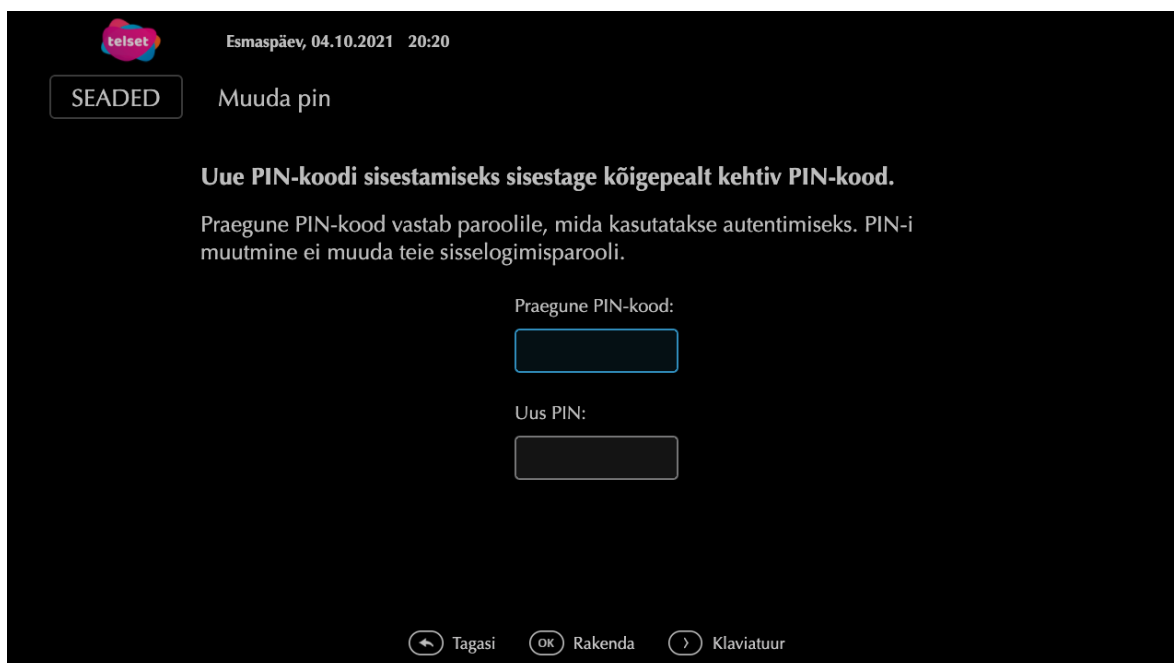 telset
Esmaspäev, 04.10.2021 20:20
SEADED
Muuda pin
Uue PIN-koodi sisestamiseks sisestage kõigepealt kehtiv PIN-kood.
Praegune PIN-kood vastab paroolile, mida kasutatakse autentimiseks. PIN-i
muutmine ei muuda teie sisselogimisparooli.
Praegune PIN-kood:
Uus PIN:
Tagasi
OK Rakenda
Klaviatuur